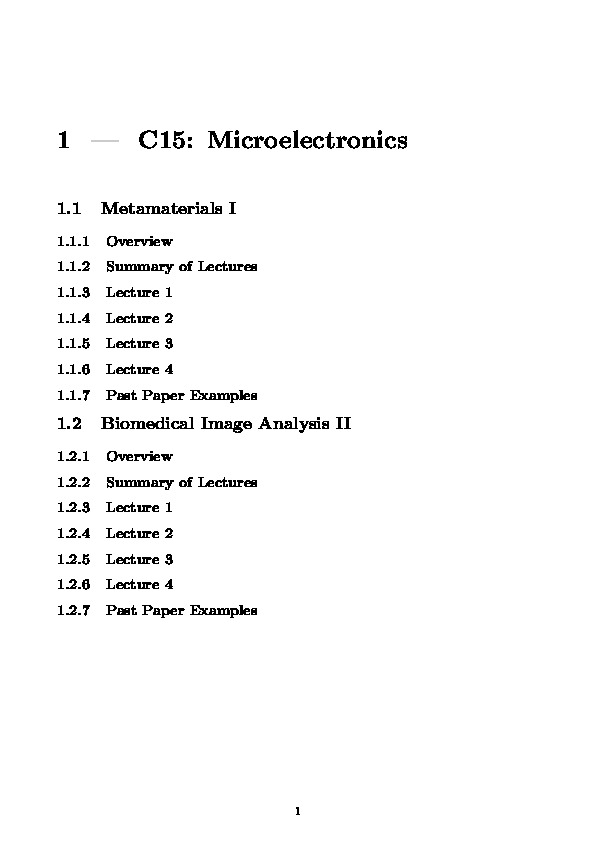 1 — C15: Microelectronics
1.1 Metamaterials I
1.1.1 Overview
1.1.2 Summary of Lectures
1.1.3 Lecture 1
1.1.4 Lecture 2
1.1.5 Lecture 3
1.1.6 Lecture 4
1.1.7 Past Paper Examples
1.2 Biomedical Image Analysis II
1.2.1 Overview
1.2.2 Summary of Lectures
1.2.3 Lecture 1
1.2.4 Lecture 2
1.2.5 Lecture 3
1.2.6 Lecture 4
1.2.7 Past Paper Examples
1